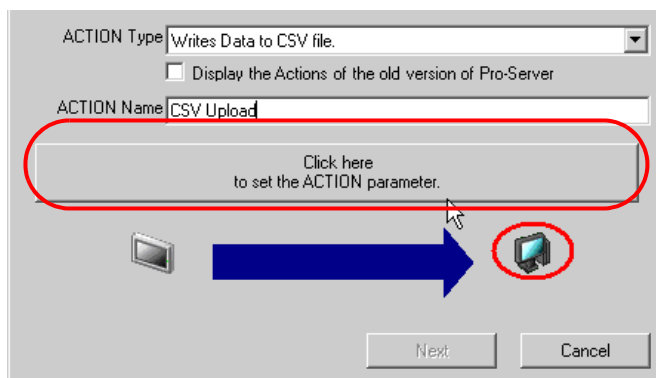 ACTION Type Writes Data to CSV file.
Display the Actions of the old version of Pro-Server
ACTION Name CSV Upload
Click here
to set the ACTION parameter.
Next Cancel